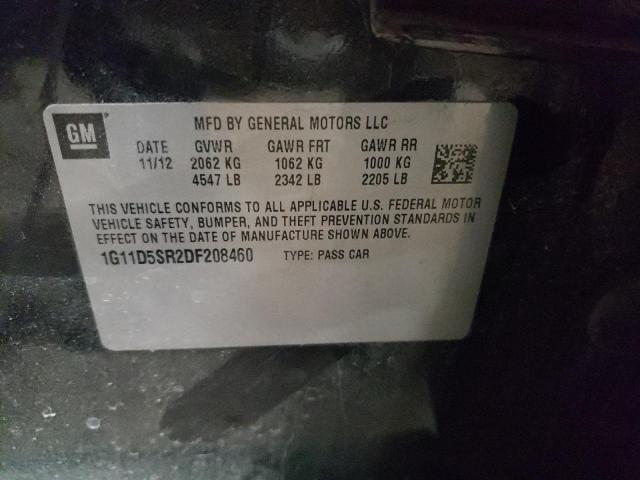 GM
MFD BY GENERAL MOTORS LLC
DATE GVWR GAWR FRT GAWR RR
11/12 2062 KG 1062 KG 1000 KG
4547 LB 2342 LB 2205 LB
THIS VEHICLE CONFORMS TO ALL APPLICABLE U.S. FEDERAL MOTOR
VEHICLE SAFETY, BUMPER, AND THEFT PREVENTION STANDARDS IN
EFFECT ON THE DATE OF MANUFACTURE SHOWN ABOVE.
1G11D5SR2DF208460 TYPE: PASS CAR